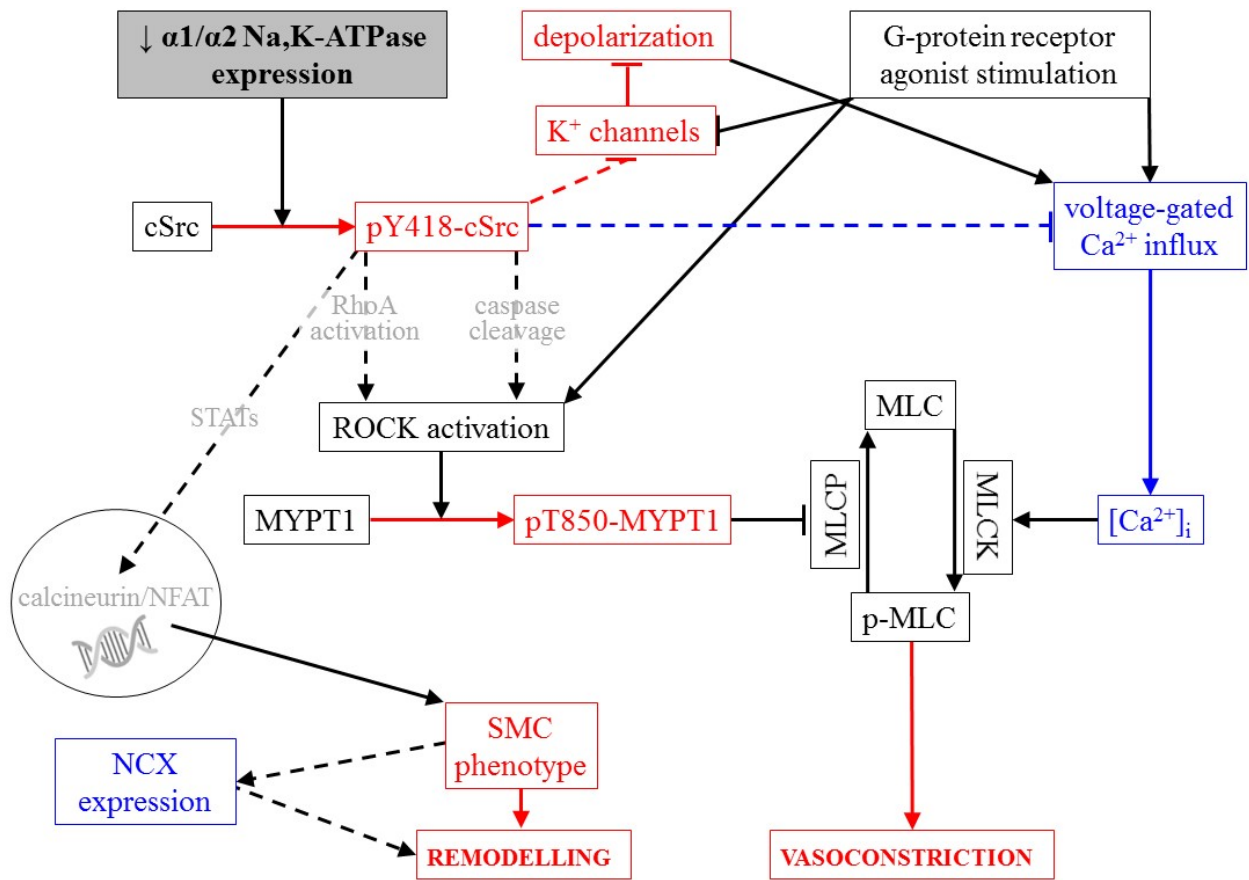 ↓ α1/α2 Na,K-ATPase
expression
depolarization
G-protein receptor
agonist stimulation
K⁺ channels
cSrc
pY418-cSrc
voltage-gated
Ca²⁺ influx
RhoA
activation
caspase
cleavage
STATs
ROCK activation
MLC
MYPT1
pT850-MYPT1
MLCP
MLCK
[Ca²⁺]ᵢ
calcineurin/NFAT
p-MLC
SMC
phenotype
NCX
expression
REMODELLING
VASOCONSTRICTION